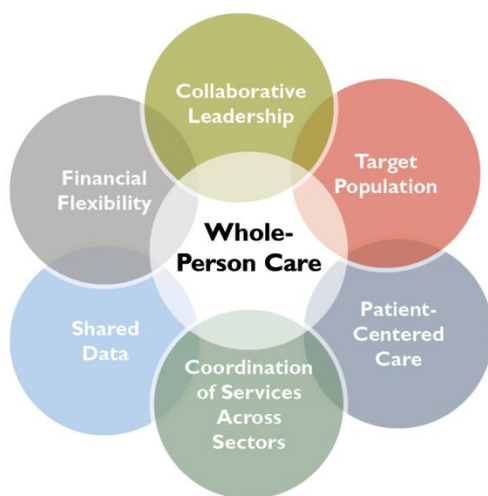 Collaborative
Leadership
Target
Population
Patient-
Centered
Care
Coordination
of Services
Across
Sectors
Shared
Data
Financial
Flexibility
Whole-
Person Care